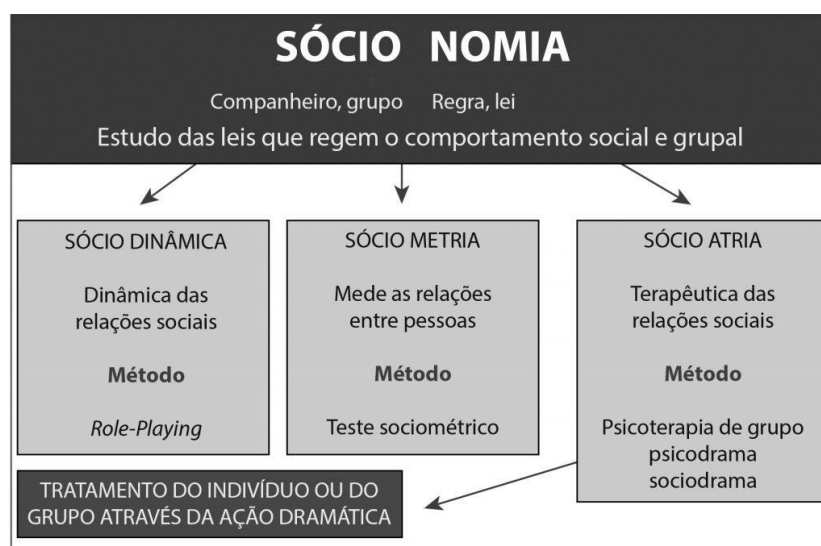 SÓCIO NOMIA
Companheiro, grupo Regra, lei
Estudo das leis que regem o comportamento social e grupal
SÓCIO DINÂMICA
Dinâmica das
relações sociais
Método
Role-Playing
SÓCIO METRIA
Mede as relações
entre pessoas
Método
Teste sociométrico
SÓCIO ATRIA
Terapêutica das
relações sociais
Método
Psicoterapia de grupo
psicodrama
sociodrama
TRATAMENTO DO INDIVÍDUO OU DO
GRUPO ATRAVÉS DA AÇÃO DRAMÁTICA